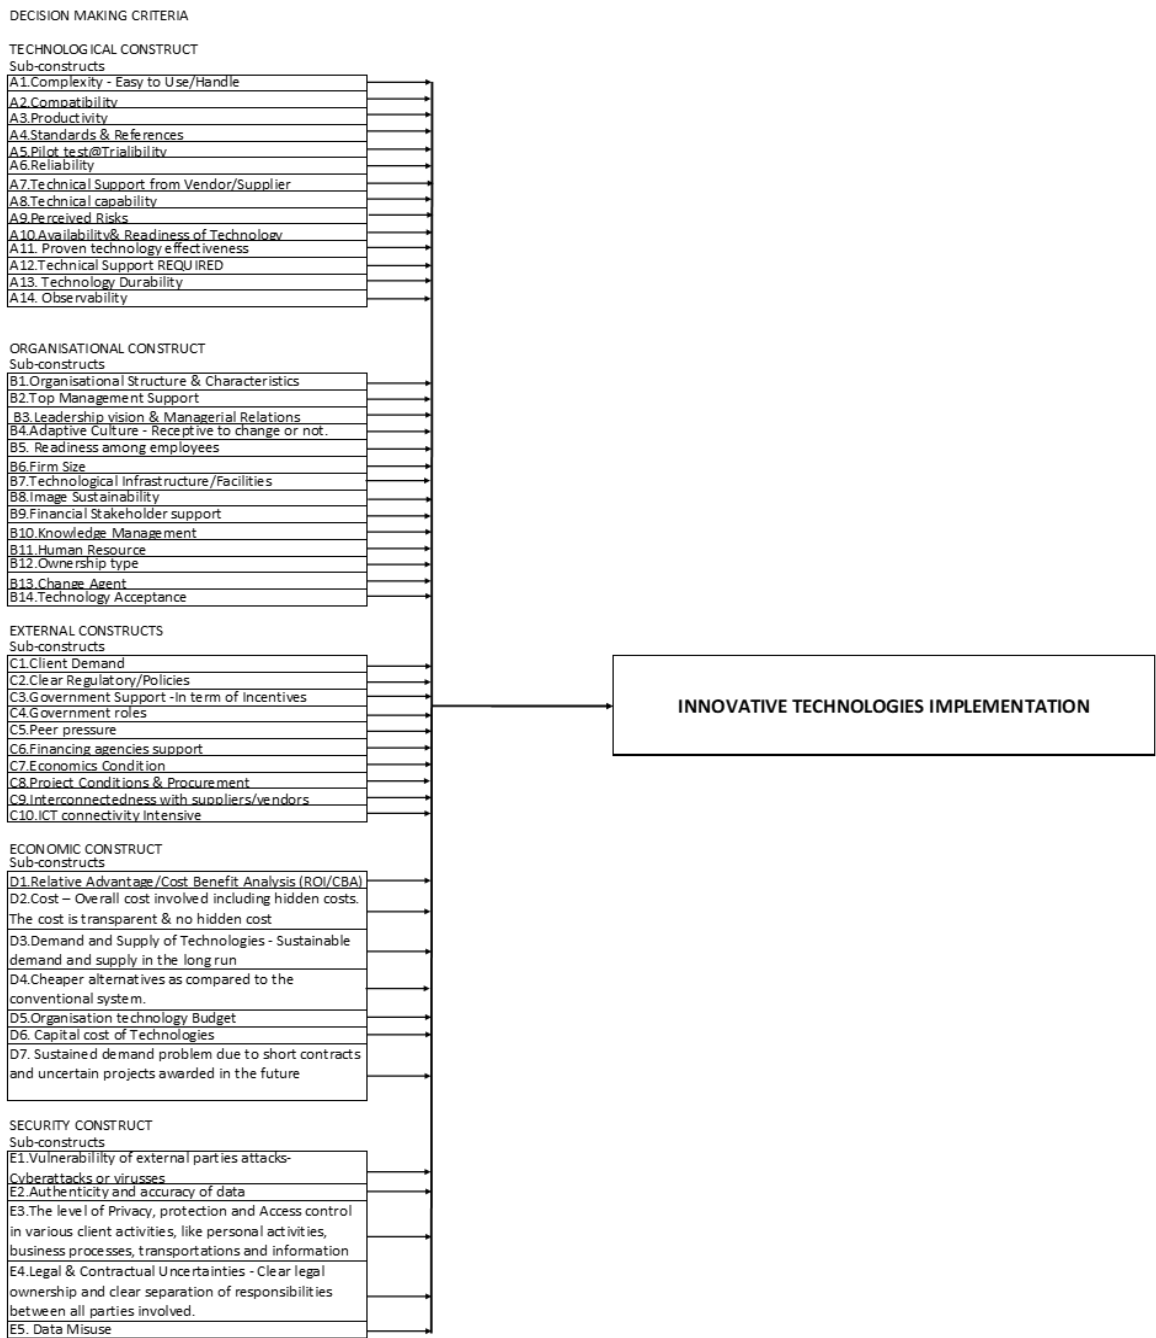 DECISION MAKING CRITERIA
TECHNOLOGICAL CONSTRUCT
Sub-constructs
A1.Complexity - Easy to Use/Handle
A2.Compatibility
A3.Productivity
A4.Standards & References
A5.Pilot test@Trialibility
A6.Reliability
A7.Technical Support from Vendor/Supplier
A8.Technical capability
A9.Perceived Risks
A10.Availability& Readiness of Technology
A11. Proven technology effectiveness
A12.Technical Support REQUIRED
A13. Technology Durability
A14. Observability
ORGANISATIONAL CONSTRUCT
Sub-constructs
B1.Organisational Structure & Characteristics
B2.Top Management Support
B3.Leadership vision & Managerial Relations
B4.Adaptive Culture - Receptive to change or not.
B5. Readiness among employees
B6.Firm Size
B7.Technological Infrastructure/Facilities
B8.Image Sustainability
B9.Financial Stakeholder support
B10.Knowledge Management
B11.Human Resource
B12.Ownership type
B13.Change Agent
B14.Technology Acceptance
EXTERNAL CONSTRUCTS
Sub-constructs
C1.Client Demand
C2.Clear Regulatory/Policies
C3.Government Support -In term of Incentives
C4.Government roles
C5.Peer pressure
C6.Financing agencies support
C7.Economics Condition
C8.Project Conditions & Procurement
C9.Interconnectedness with suppliers/vendors
C10.ICT connectivity Intensive
INNOVATIVE TECHNOLOGIES IMPLEMENTATION
ECONOMIC CONSTRUCT
Sub-constructs
D1.Relative Advantage/Cost Benefit Analysis (ROI/CBA)
D2.Cost – Overall cost involved including hidden costs.
The cost is transparent & no hidden cost
D3.Demand and Supply of Technologies - Sustainable
demand and supply in the long run
D4.Cheaper alternatives as compared to the
conventional system.
D5.Organisation technology Budget
D6. Capital cost of Technologies
D7. Sustained demand problem due to short contracts
and uncertain projects awarded in the future
SECURITY CONSTRUCT
Sub-constructs
E1.Vulnerabililty of external parties attacks-
Cyberattacks or virusses
E2.Authenticity and accuracy of data
E3.The level of Privacy, protection and Access control
in various client activities, like personal activities,
business processes, transportations and information
E4.Legal & Contractual Uncertainties - Clear legal
ownership and clear separation of responsibilities
between all parties involved.
E5. Data Misuse